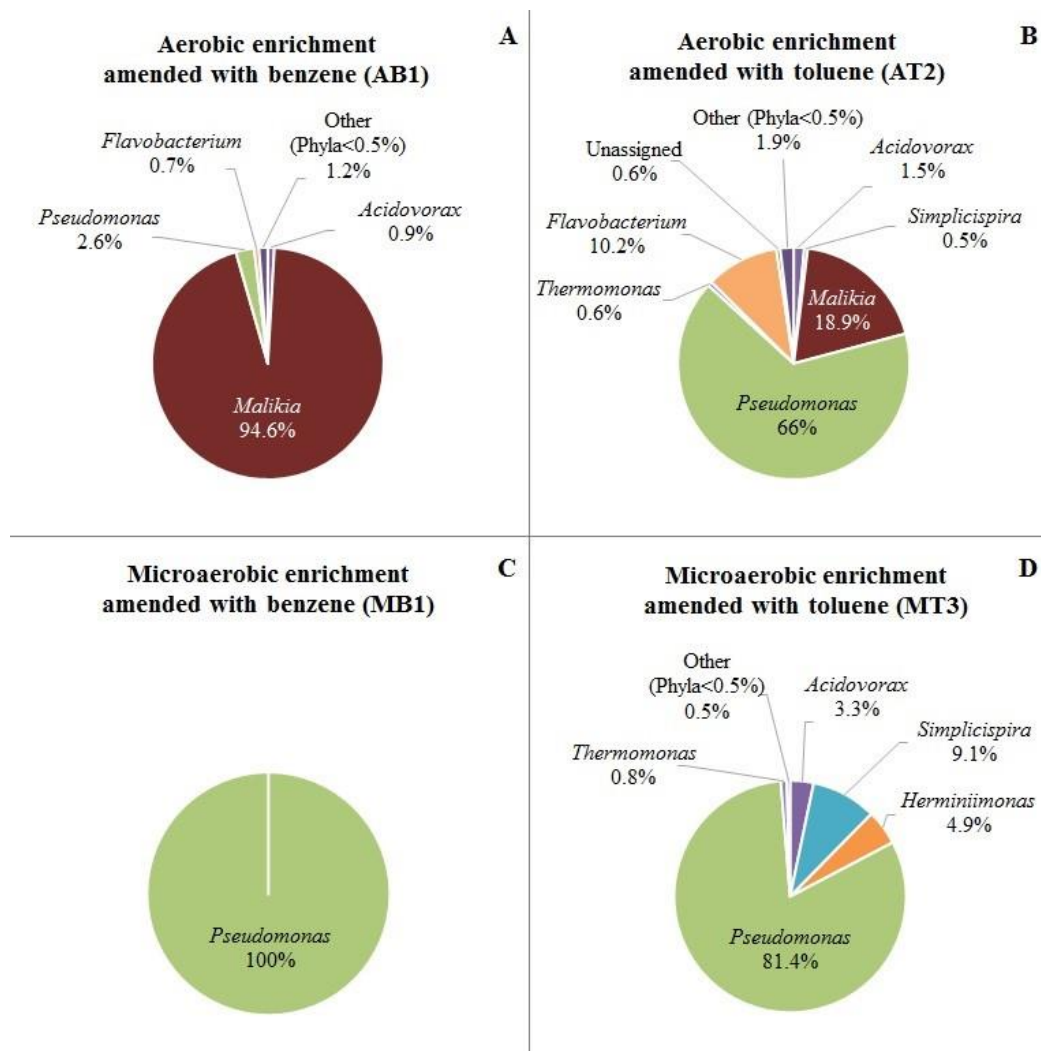 Aerobic enrichment
amended with benzene (AB1)
A
Flavobacterium
0.7%
Other
(Phyla<0.5%)
1.2%
Pseudomonas
2.6%
Acidovorax
0.9%
Malikia
94.6%
Aerobic enrichment
amended with toluene (AT2)
B
Other (Phyla<0.5%)
1.9%
Unassigned
0.6%
Acidovorax
1.5%
Flavobacterium
10.2%
Simplicispira
0.5%
Thermomonas
0.6%
Malikia
18.9%
Pseudomonas
66%
Microaerobic enrichment
amended with benzene (MB1)
C
Pseudomonas
100%
Microaerobic enrichment
amended with toluene (MT3)
D
Other
(Phyla<0.5%)
0.5%
Acidovorax
3.3%
Thermomonas
0.8%
Simplicispira
9.1%
Herminiimonas
4.9%
Pseudomonas
81.4%